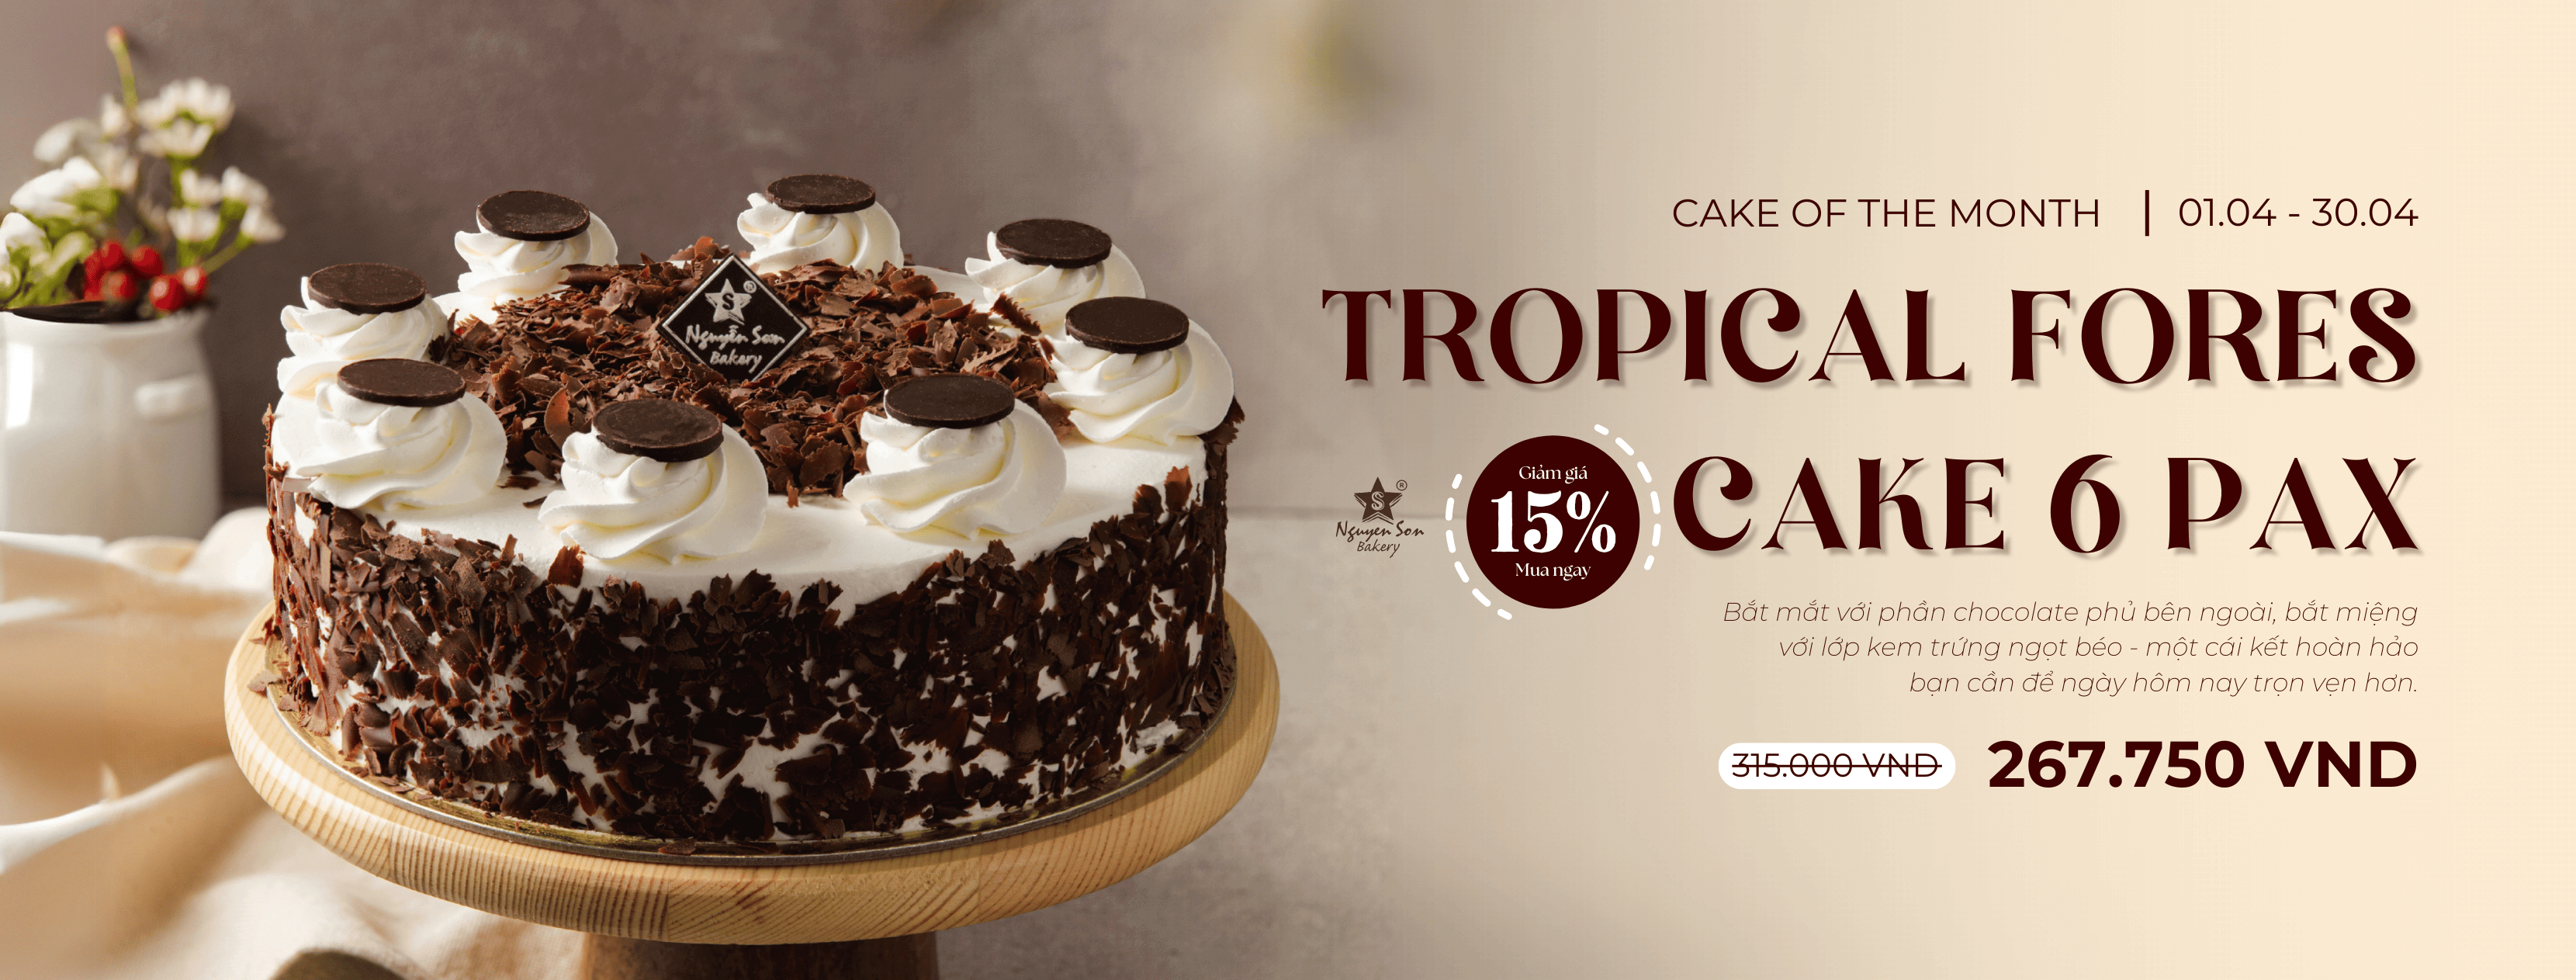 CAKE OF THE MONTH | 01.04 - 30.04
TROPICAL FORES
CAKE 6 PAX
Giảm giá
15%
Mua ngay
S
®
Nguyen Son
Bakery
Bắt mắt với phần chocolate phủ bên ngoài, bắt miệng
với lớp kem trứng ngọt béo - một cái kết hoàn hảo
bạn cần để ngày hôm nay trọn vẹn hơn.
315.000 VND
267.750 VND
S
®
Nguyễn Sơn
Bakery